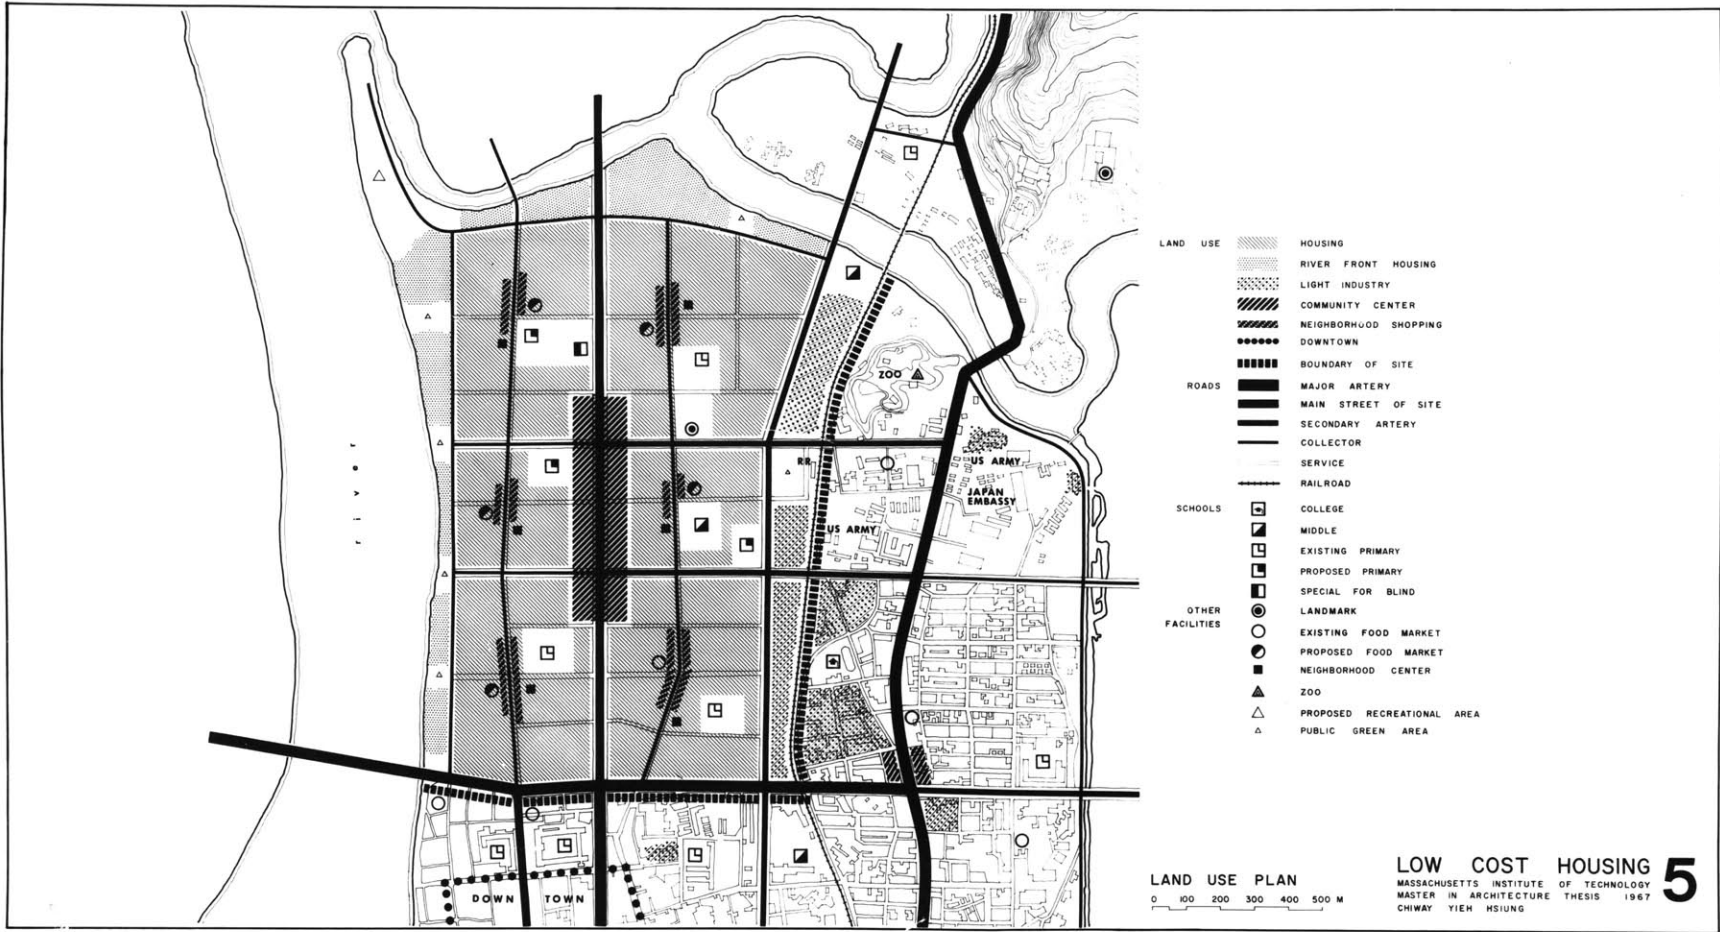 ZOO
RR
US ARMY
JAPAN
EMBASSY
US ARMY
river
DOWN TOWN
LAND USE
HOUSING
RIVER FRONT HOUSING
LIGHT INDUSTRY
COMMUNITY CENTER
NEIGHBORHOOD SHOPPING
DOWNTOWN
BOUNDARY OF SITE
ROADS
MAJOR ARTERY
MAIN STREET OF SITE
SECONDARY ARTERY
COLLECTOR
SERVICE
RAILROAD
SCHOOLS
COLLEGE
MIDDLE
EXISTING PRIMARY
PROPOSED PRIMARY
SPECIAL FOR BLIND
OTHER
FACILITIES
LANDMARK
EXISTING FOOD MARKET
PROPOSED FOOD MARKET
NEIGHBORHOOD CENTER
ZOO
PROPOSED RECREATIONAL AREA
PUBLIC GREEN AREA
LAND USE PLAN
0 100 200 300 400 500 M
LOW COST HOUSING 5
MASSACHUSETTS INSTITUTE OF TECHNOLOGY
MASTER IN ARCHITECTURE THESIS 1967
CHIWAY YIEH HSIUNG